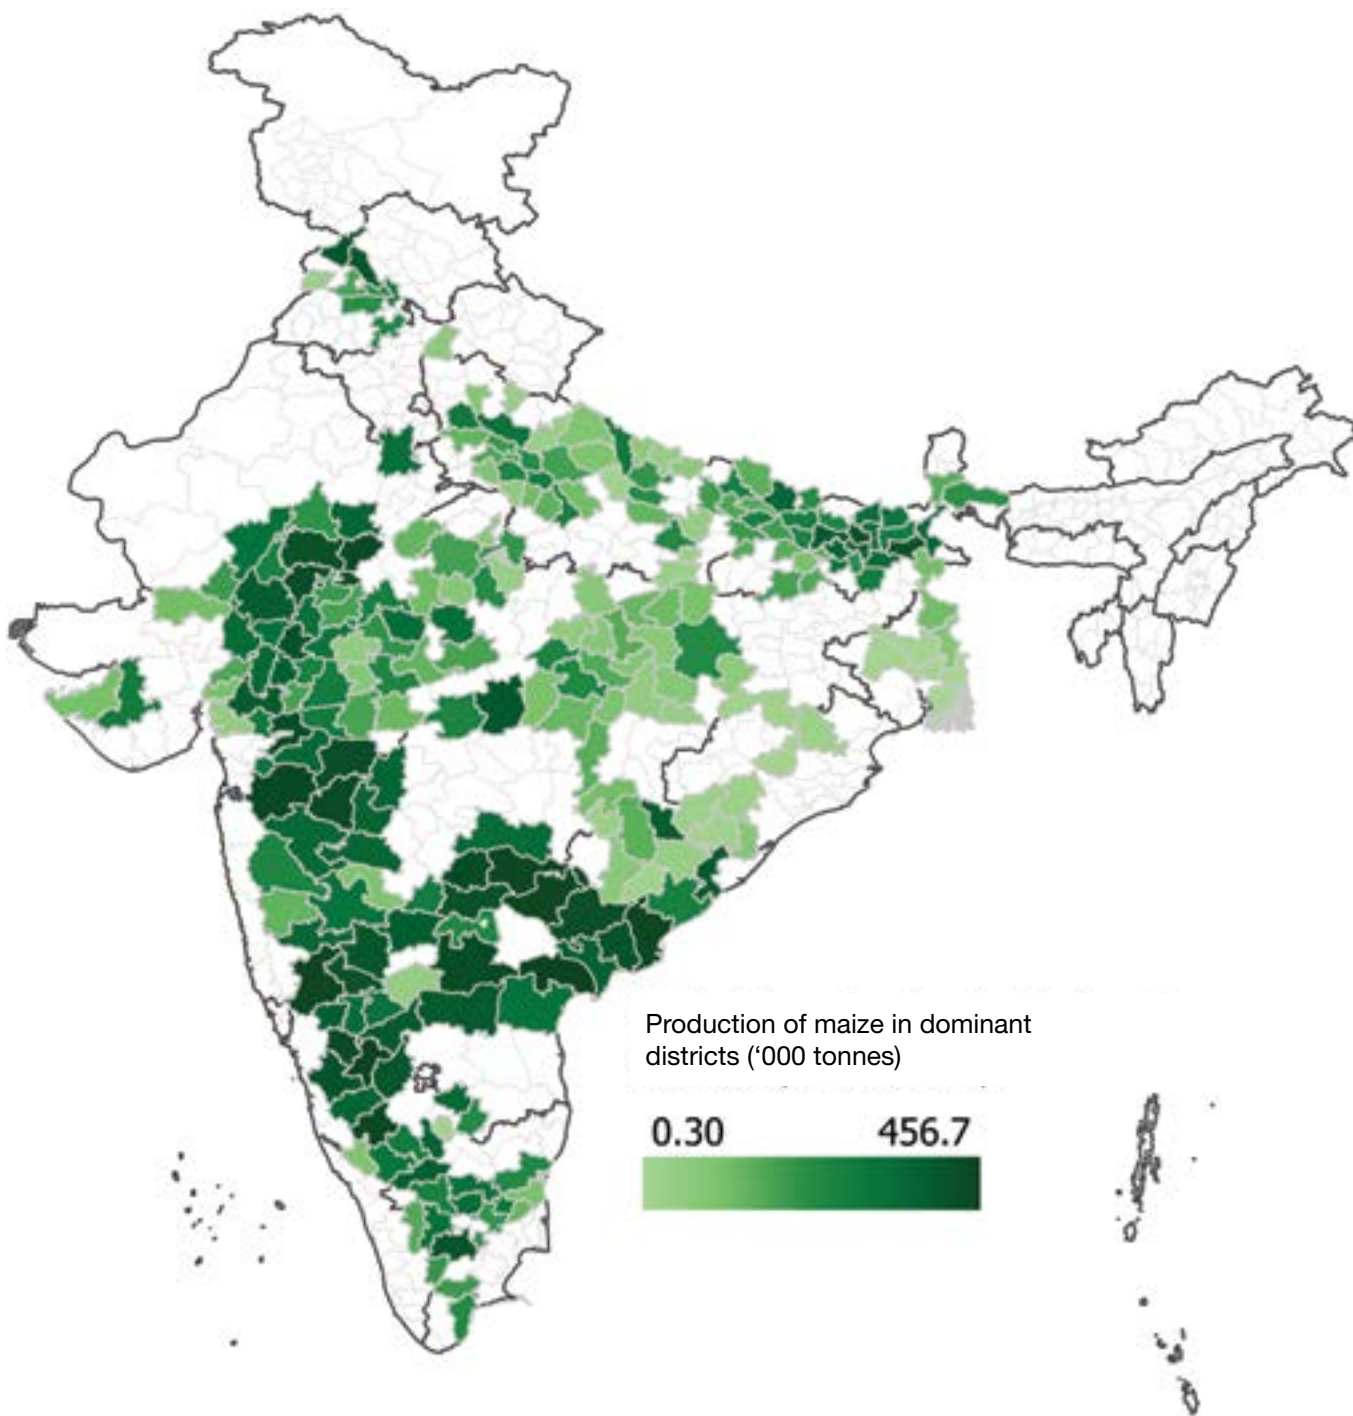 Production of maize in dominant
districts (‘000 tonnes)
0.30 456.7